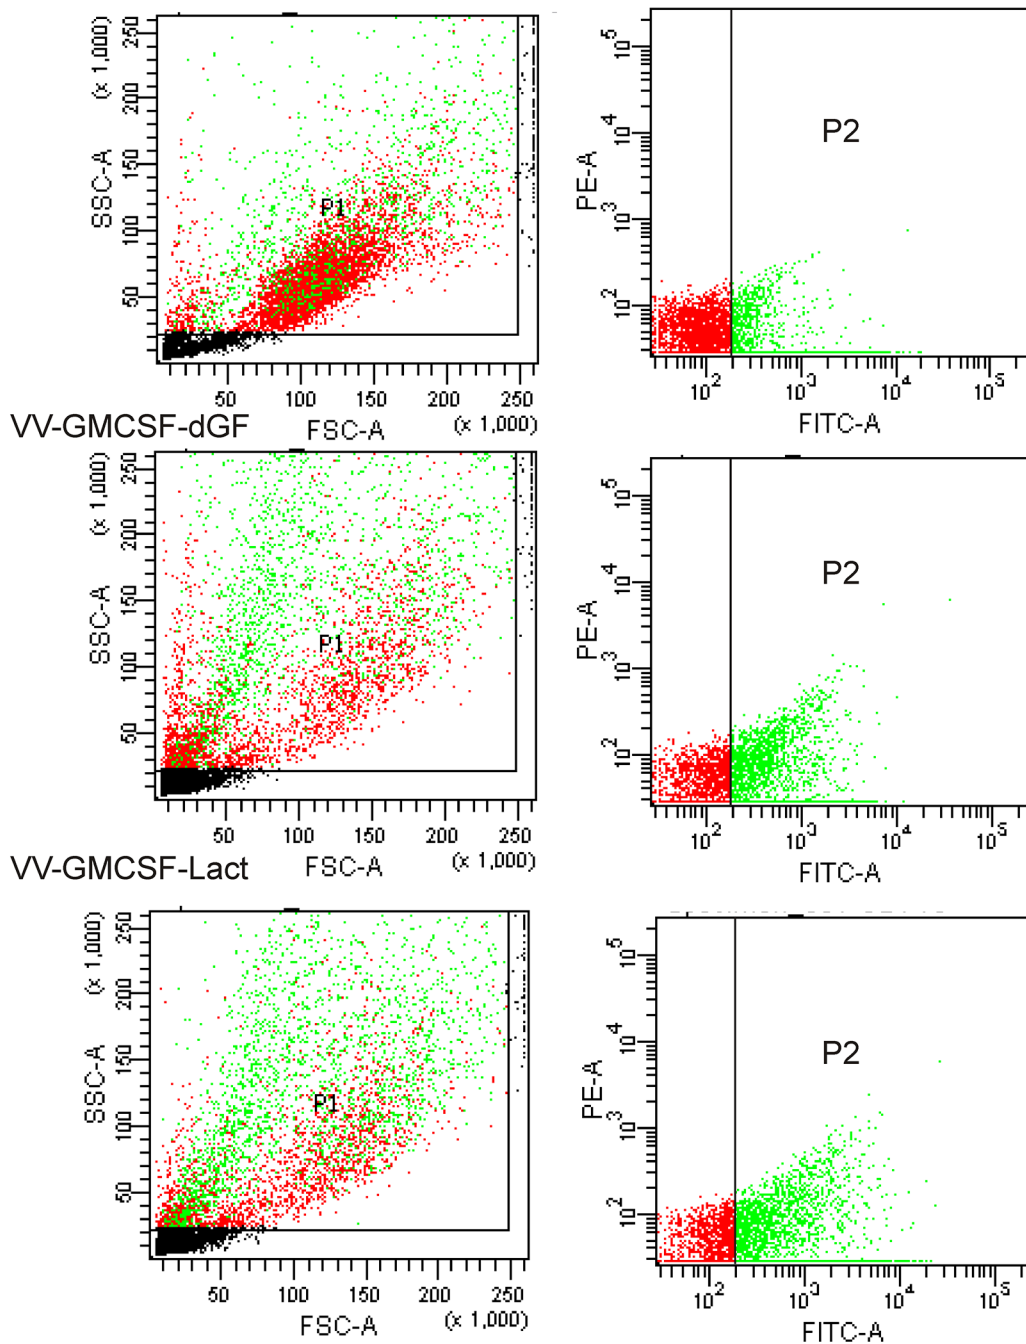 (x 1,000)
250
200
150
100
50
SSC-A
P1
50 100 150 200 250
FSC-A
(x 1,000)
PE-A
10^5
10^4
10^3
10^2
P2
10^2 10^3 10^4 10^5
FITC-A
VV-GMCSF-dGF
(x 1,000)
250
200
150
100
50
SSC-A
P1
50 100 150 200 250
FSC-A
(x 1,000)
PE-A
10^5
10^4
10^3
10^2
P2
10^2 10^3 10^4 10^5
FITC-A
VV-GMCSF-Lact
(x 1,000)
250
200
150
100
50
SSC-A
P1
50 100 150 200 250
FSC-A
(x 1,000)
PE-A
10^5
10^4
10^3
10^2
P2
10^2 10^3 10^4 10^5
FITC-A